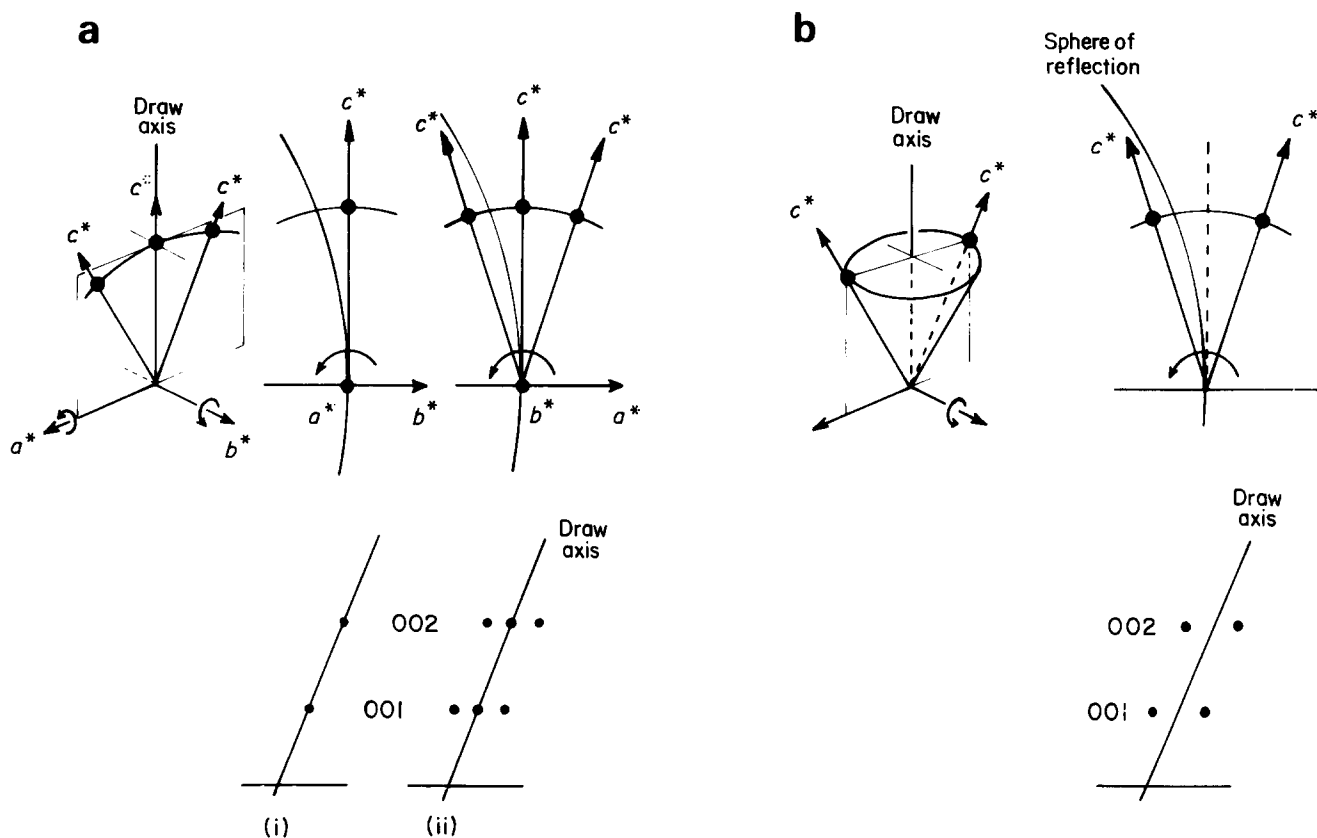 a
Draw
axis
c*
c*
c*
a*
b*
c*
a*
b*
c*
c*
c*
b*
a*
b
Sphere of
reflection
Draw
axis
c*
c*
c*
c*
Draw
axis
002
001
(i)
(ii)
Draw
axis
002
001